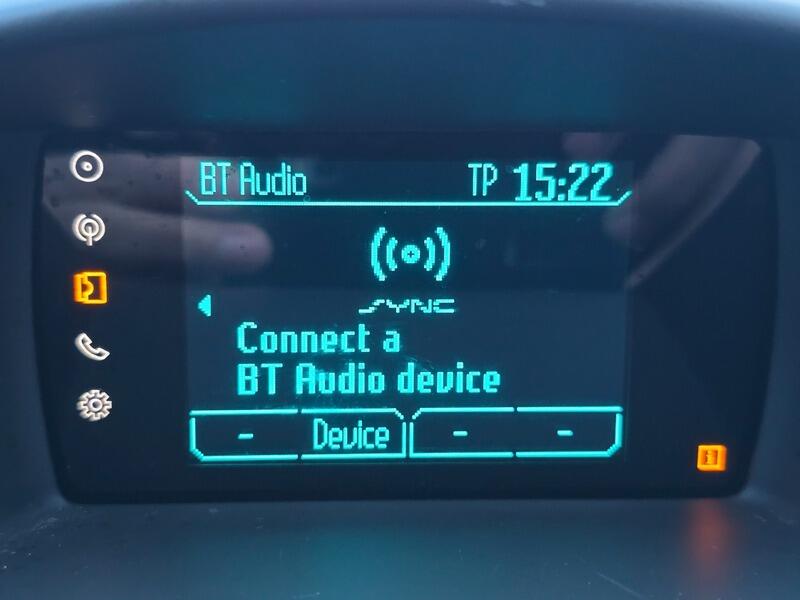 BT Audio TP 15:22
SYNC
Connect a
BT Audio device
- Device - -